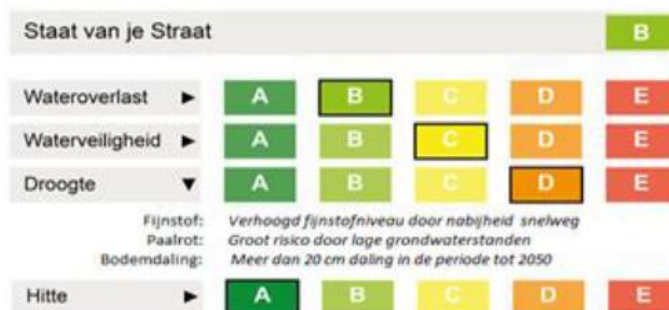 Staat van je Straat B
Wateroverlast ► A B C D E
Waterveiligheid ► A B C D E
Droogte ▼ A B C D E
Fijnstof: Verhoogd fijnstofniveau door nabijheid snelweg
Paalrot: Groot risico door lage grondwaterstanden
Bodemdaling: Meer dan 20 cm daling in de periode tot 2050
Hitte ► A B C D E